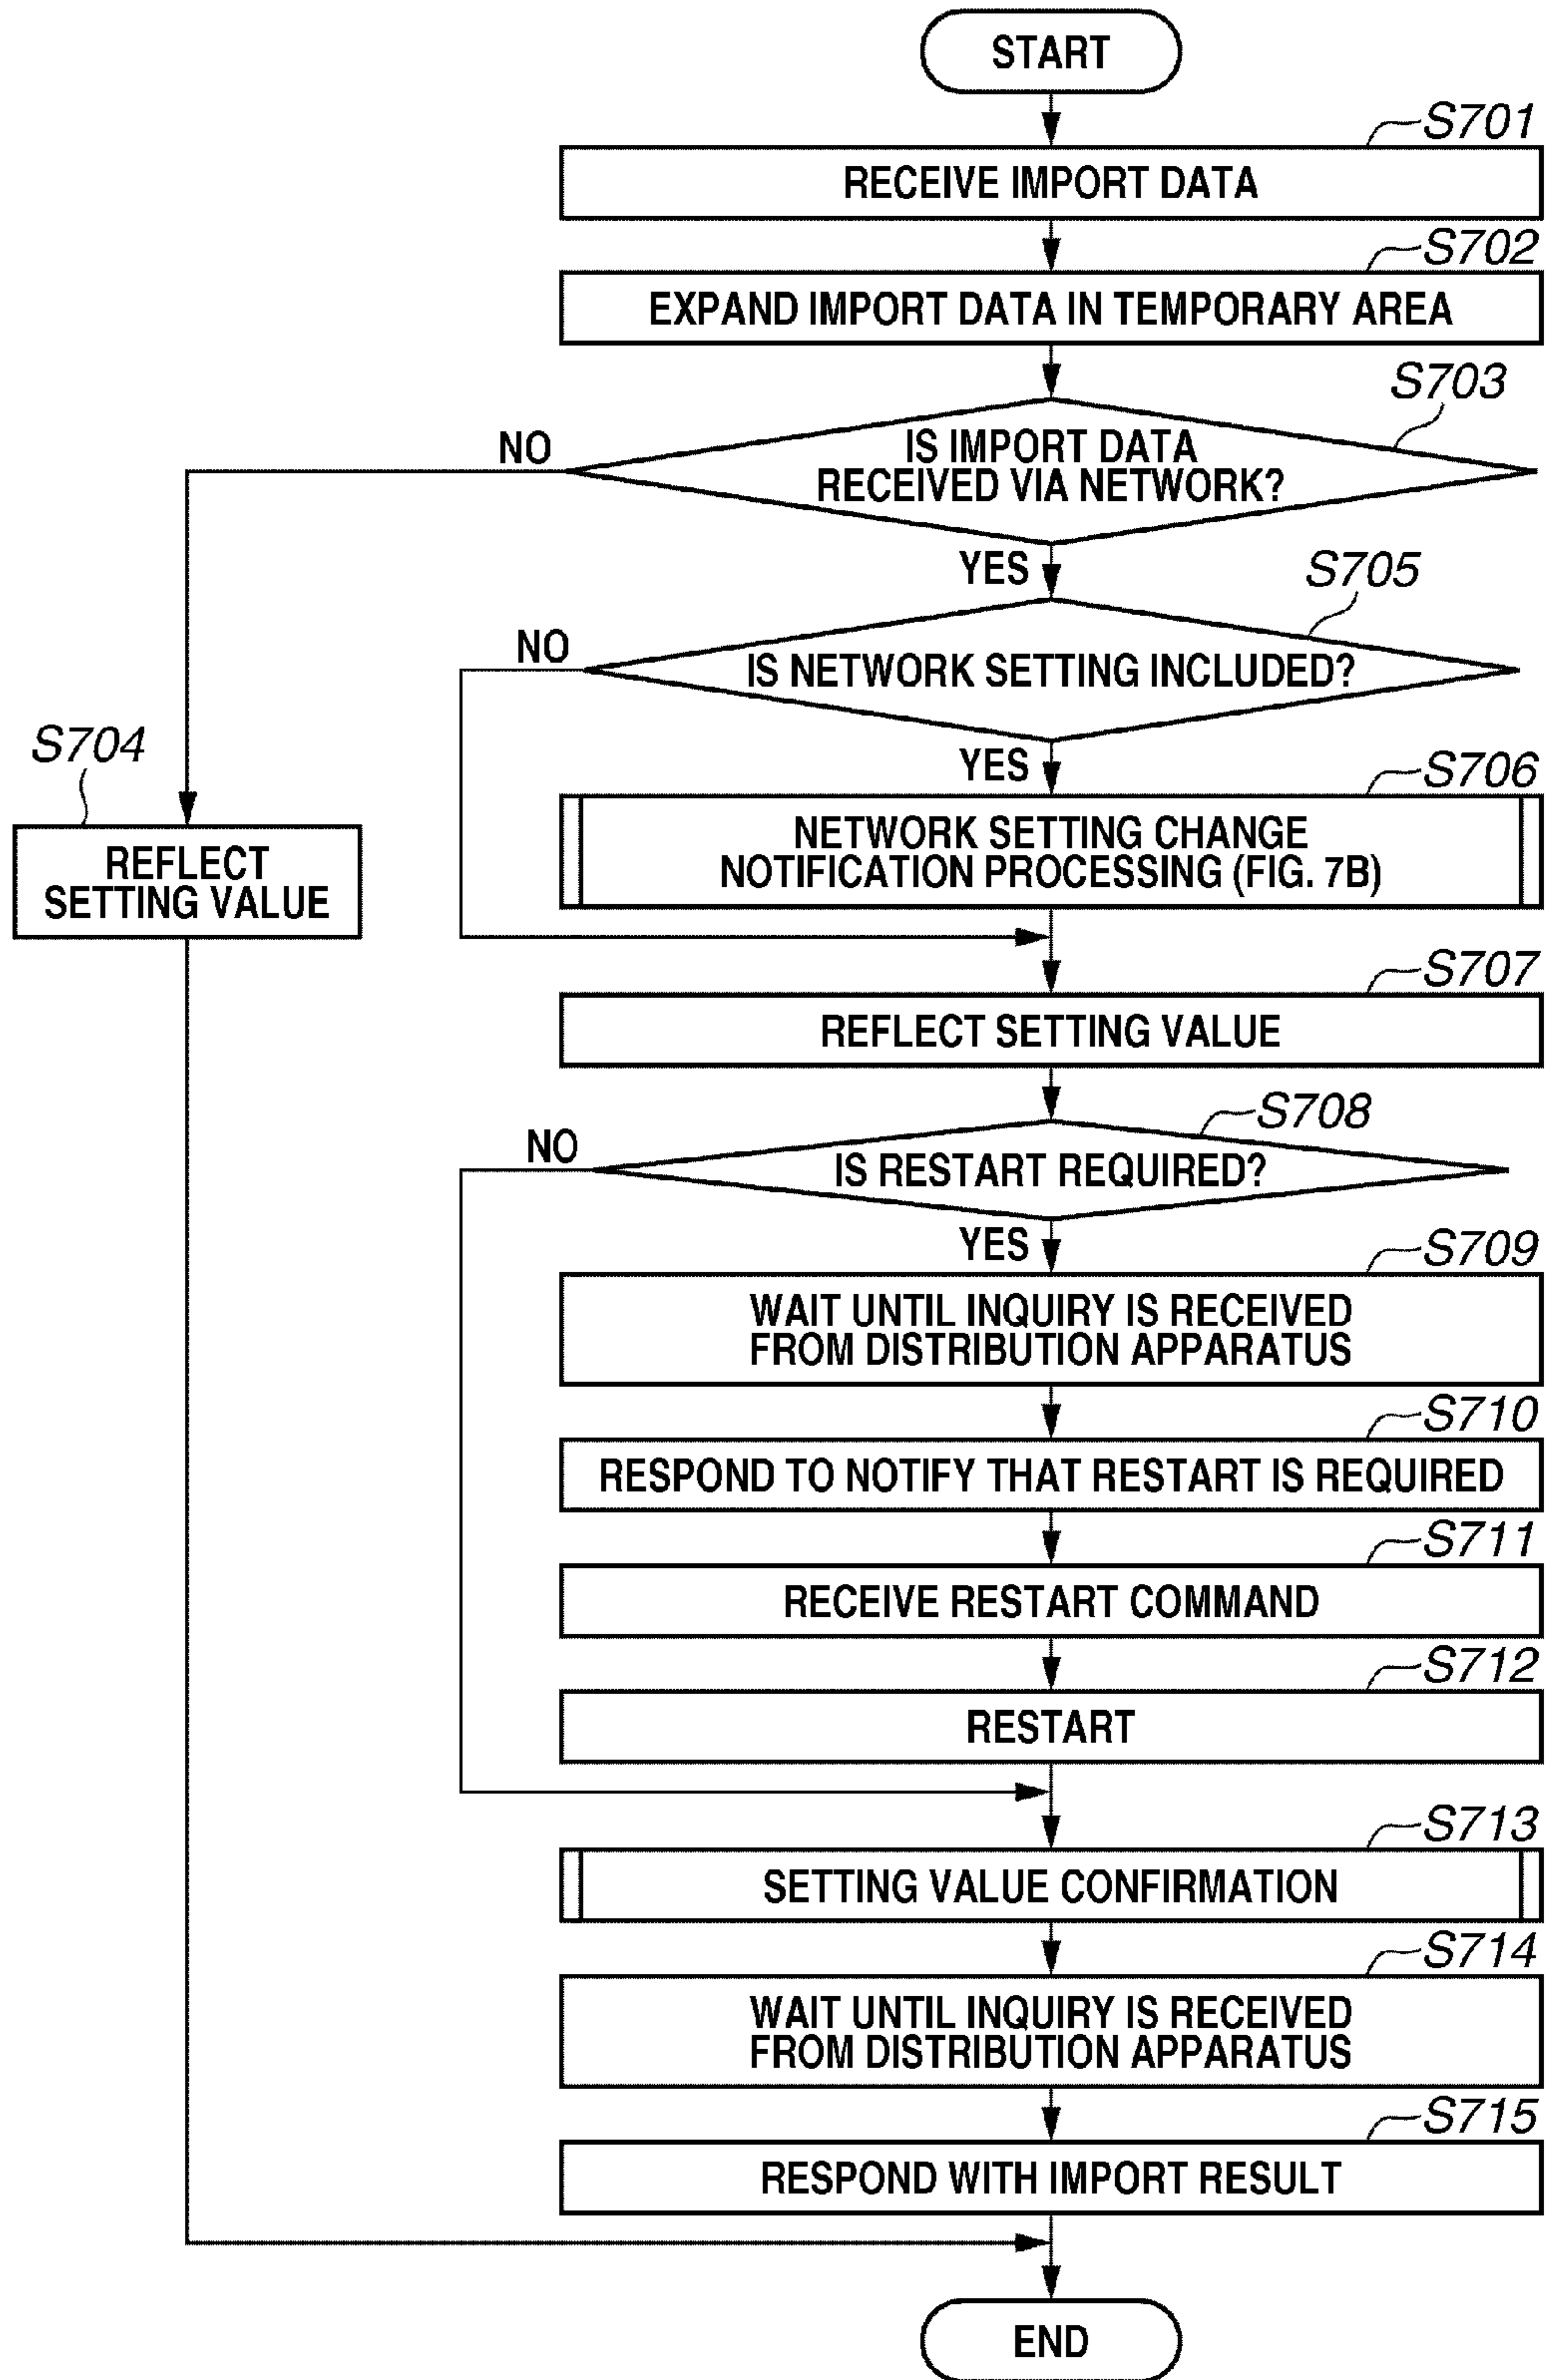 START
S701
RECEIVE IMPORT DATA
S702
EXPAND IMPORT DATA IN TEMPORARY AREA
S703
IS IMPORT DATA
RECEIVED VIA NETWORK?
NO
YES
S705
IS NETWORK SETTING INCLUDED?
NO
YES
S704
REFLECT
SETTING VALUE
S706
NETWORK SETTING CHANGE
NOTIFICATION PROCESSING (FIG. 7B)
S707
REFLECT SETTING VALUE
S708
IS RESTART REQUIRED?
NO
YES
S709
WAIT UNTIL INQUIRY IS RECEIVED
FROM DISTRIBUTION APPARATUS
S710
RESPOND TO NOTIFY THAT RESTART IS REQUIRED
S711
RECEIVE RESTART COMMAND
S712
RESTART
S713
SETTING VALUE CONFIRMATION
S714
WAIT UNTIL INQUIRY IS RECEIVED
FROM DISTRIBUTION APPARATUS
S715
RESPOND WITH IMPORT RESULT
END